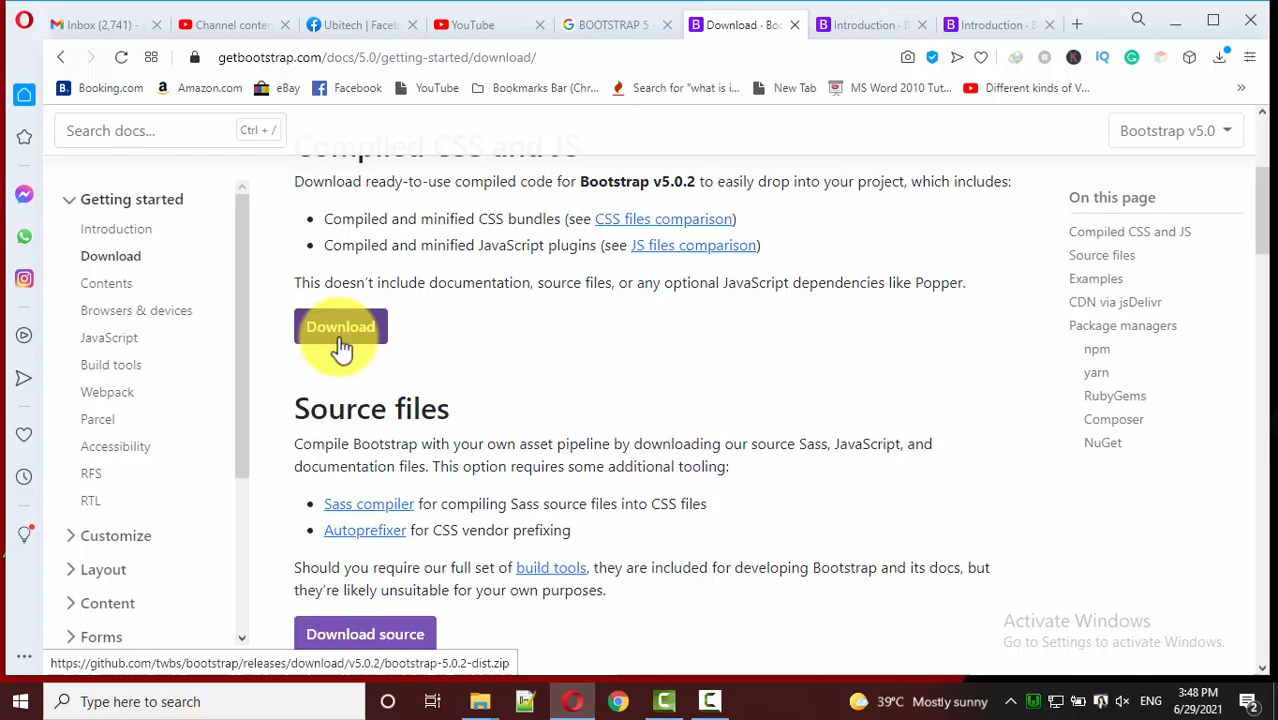 Inbox (2,741) -
Channel conten
Ubitech | Facebo
YouTube
BOOTSTRAP 5 -
Download · Boo
Introduction · B
Introduction · B
getbootstrap.com/docs/5.0/getting-started/download/
Booking.com
Amazon.com
eBay
Facebook
YouTube
Bookmarks Bar (Chr...
Search for "what is i...
New Tab
MS Word 2010 Tut...
Different kinds of V...
Search docs...
Ctrl + /
Bootstrap v5.0
Compiled CSS and JS
Download ready-to-use compiled code for Bootstrap v5.0.2 to easily drop into your project, which includes:
Compiled and minified CSS bundles (see CSS files comparison)
Compiled and minified JavaScript plugins (see JS files comparison)
This doesn't include documentation, source files, or any optional JavaScript dependencies like Popper.
Download
Source files
Compile Bootstrap with your own asset pipeline by downloading our source Sass, JavaScript, and
documentation files. This option requires some additional tooling:
Sass compiler for compiling Sass source files into CSS files
Autoprefixer for CSS vendor prefixing
Should you require our full set of build tools, they are included for developing Bootstrap and its docs, but
they're likely unsuitable for your own purposes.
Download source
Getting started
Introduction
Download
Contents
Browsers & devices
JavaScript
Build tools
Webpack
Parcel
Accessibility
RFS
RTL
Customize
Layout
Content
Forms
On this page
Compiled CSS and JS
Source files
Examples
CDN via jsDelivr
Package managers
npm
yarn
RubyGems
Composer
NuGet
Activate Windows
Go to Settings to activate Windows.
https://github.com/twbs/bootstrap/releases/download/v5.0.2/bootstrap-5.0.2-dist.zip
Type here to search
39°C Mostly sunny
ENG
3:48 PM
6/29/2021
2